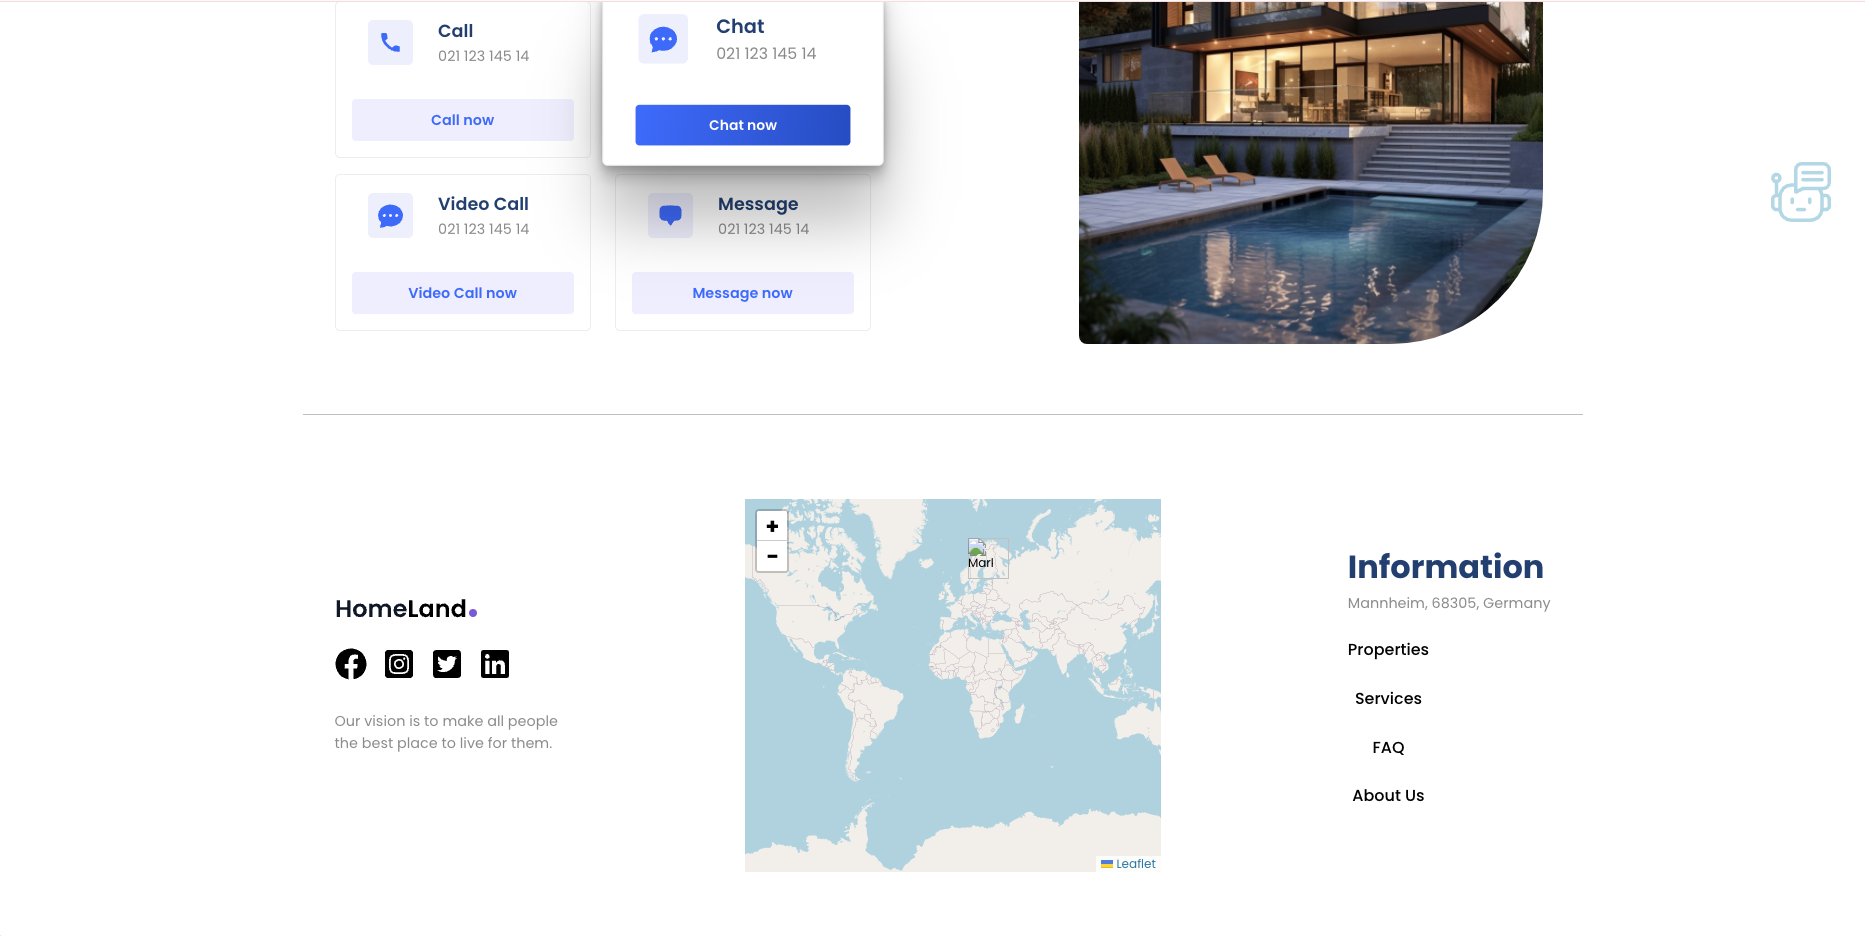 Call
021 123 145 14
Call now
Chat
021 123 145 14
Chat now
Video Call
021 123 145 14
Video Call now
Message
021 123 145 14
Message now
HomeLand.
Our vision is to make all people
the best place to live for them.
+
−
Marl
Leaflet
Information
Mannheim, 68305, Germany
Properties
Services
FAQ
About Us